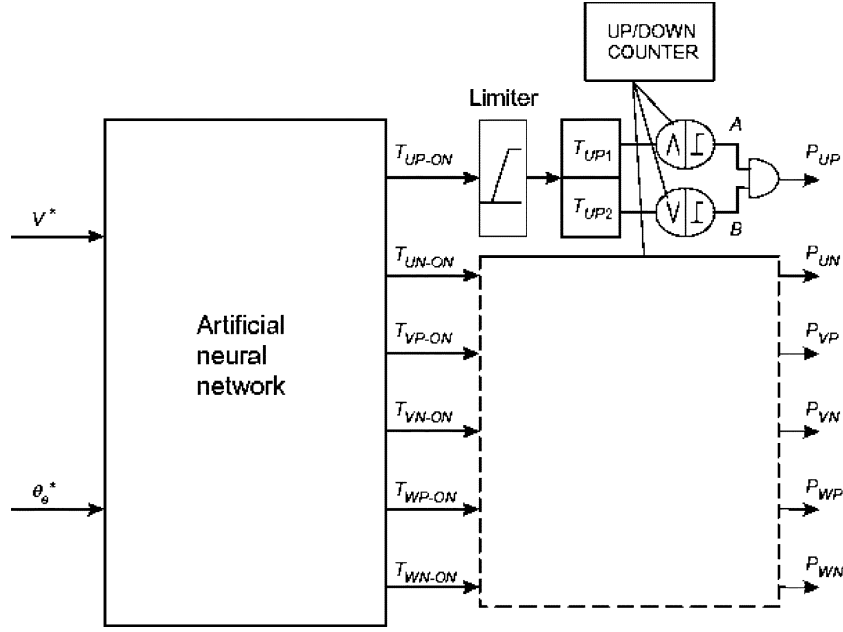 UP/DOWN
COUNTER
Limiter
A
T_UP-ON
T_UP1
P_UP
T_UP2
V*
B
T_UN-ON
P_UN
Artificial
neural
network
T_VP-ON
P_VP
T_VN-ON
P_VN
θ_e*
T_WP-ON
P_WP
T_WN-ON
P_WN